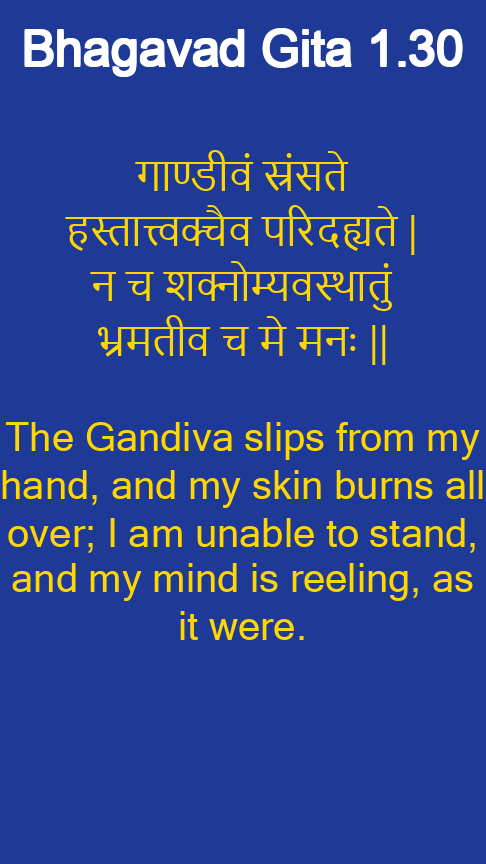 Bhagavad Gita 1.30
गाण्डीवं स्रंसते
हस्तात्त्वक्चैव परिदह्यते |
न च शक्नोम्यवस्थातुं
भ्रमतीव च मे मनः ||
The Gandiva slips from my
hand, and my skin burns all
over; I am unable to stand,
and my mind is reeling, as
it were.